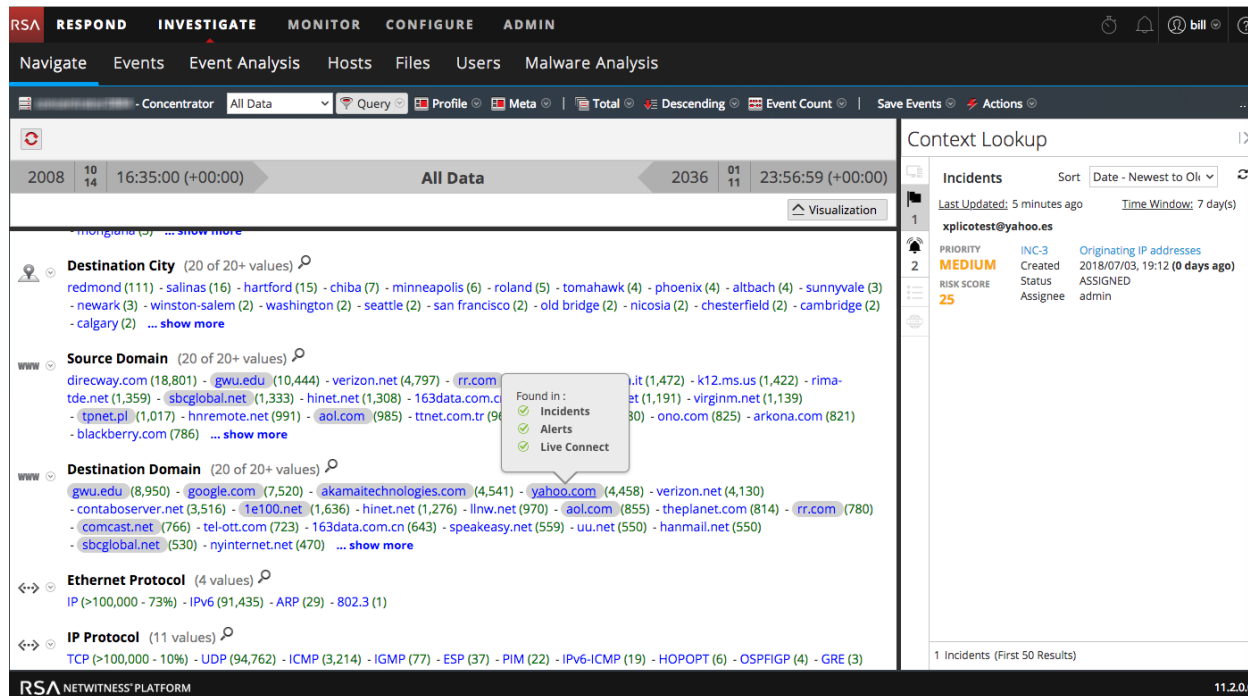 RSA RESPOND INVESTIGATE MONITOR CONFIGURE ADMIN bill
Navigate Events Event Analysis Hosts Files Users Malware Analysis
- Concentrator All Data Query Profile Meta | Total Descending Event Count | Save Events Actions
2008 10 14 16:35:00 (+00:00) All Data 2036 01 11 23:56:59 (+00:00)
Visualization
- mongiana (3) ... show more
Destination City (20 of 20+ values)
redmond (111) - salinas (16) - hartford (15) - chiba (7) - minneapolis (6) - roland (5) - tomahawk (4) - phoenix (4) - altbach (4) - sunnyvale (3)
- newark (3) - winston-salem (2) - washington (2) - seattle (2) - san francisco (2) - old bridge (2) - nicosia (2) - chesterfield (2) - cambridge (2)
- calgary (2) ... show more
Source Domain (20 of 20+ values)
direcway.com (18,801) - gwu.edu (10,444) - verizon.net (4,797) - rr.com .it (1,472) - k12.ms.us (1,422) - rima-
tde.net (1,359) - sbcglobal.net (1,333) - hinet.net (1,308) - 163data.com.c et (1,191) - virginm.net (1,139)
- tpnet.pl (1,017) - hnremote.net (991) - aol.com (985) - ttnet.com.tr (9 30) - ono.com (825) - arkona.com (821)
- blackberry.com (786) ... show more
Found in :
Incidents
Alerts
Live Connect
Destination Domain (20 of 20+ values)
gwu.edu (8,950) - google.com (7,520) - akamaitechnologies.com (4,541) - yahoo.com (4,458) - verizon.net (4,130)
- contaboserver.net (3,516) - 1e100.net (1,636) - hinet.net (1,276) - llnw.net (970) - aol.com (855) - theplanet.com (814) - rr.com (780)
- comcast.net (766) - tel-ott.com (723) - 163data.com.cn (643) - speakeasy.net (559) - uu.net (550) - hanmail.net (550)
- sbcglobal.net (530) - nyinternet.net (470) ... show more
Ethernet Protocol (4 values)
IP (>100,000 - 73%) - IPv6 (91,435) - ARP (29) - 802.3 (1)
IP Protocol (11 values)
TCP (>100,000 - 10%) - UDP (94,762) - ICMP (3,214) - IGMP (77) - ESP (37) - PIM (22) - IPv6-ICMP (19) - HOPOPT (6) - OSPFIGP (4) - GRE (3)
Context Lookup
Incidents Sort Date - Newest to Ol
Last Updated: 5 minutes ago Time Window: 7 day(s)
1
2
xplicotest@yahoo.es
PRIORITY INC-3 Originating IP addresses
MEDIUM Created 2018/07/03, 19:12 (0 days ago)
RISK SCORE Status ASSIGNED
25 Assignee admin
1 Incidents (First 50 Results)
RSA NETWITNESS® PLATFORM 11.2.0.